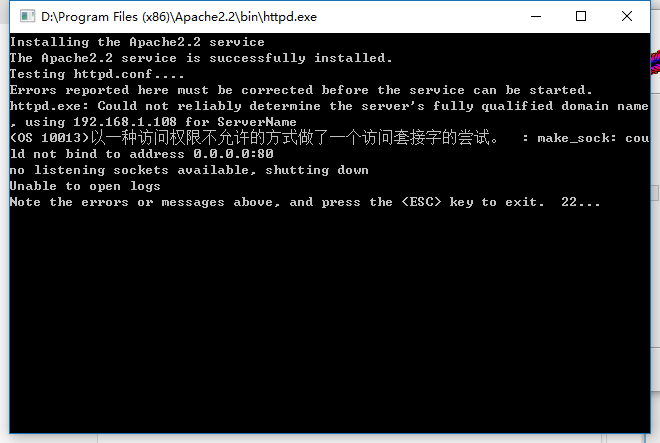 D:\Program Files (x86)\Apache2.2\bin\httpd.exe
Installing the Apache2.2 service
The Apache2.2 service is successfully installed.
Testing httpd.conf....
Errors reported here must be corrected before the service can be started.
httpd.exe: Could not reliably determine the server's fully qualified domain name
, using 192.168.1.108 for ServerName
<OS 10013>以一种访问权限不允许的方式做了一个访问套接字的尝试。  : make_sock: cou
ld not bind to address 0.0.0.0:80
no listening sockets available, shutting down
Unable to open logs
Note the errors or messages above, and press the <ESC> key to exit.  22...